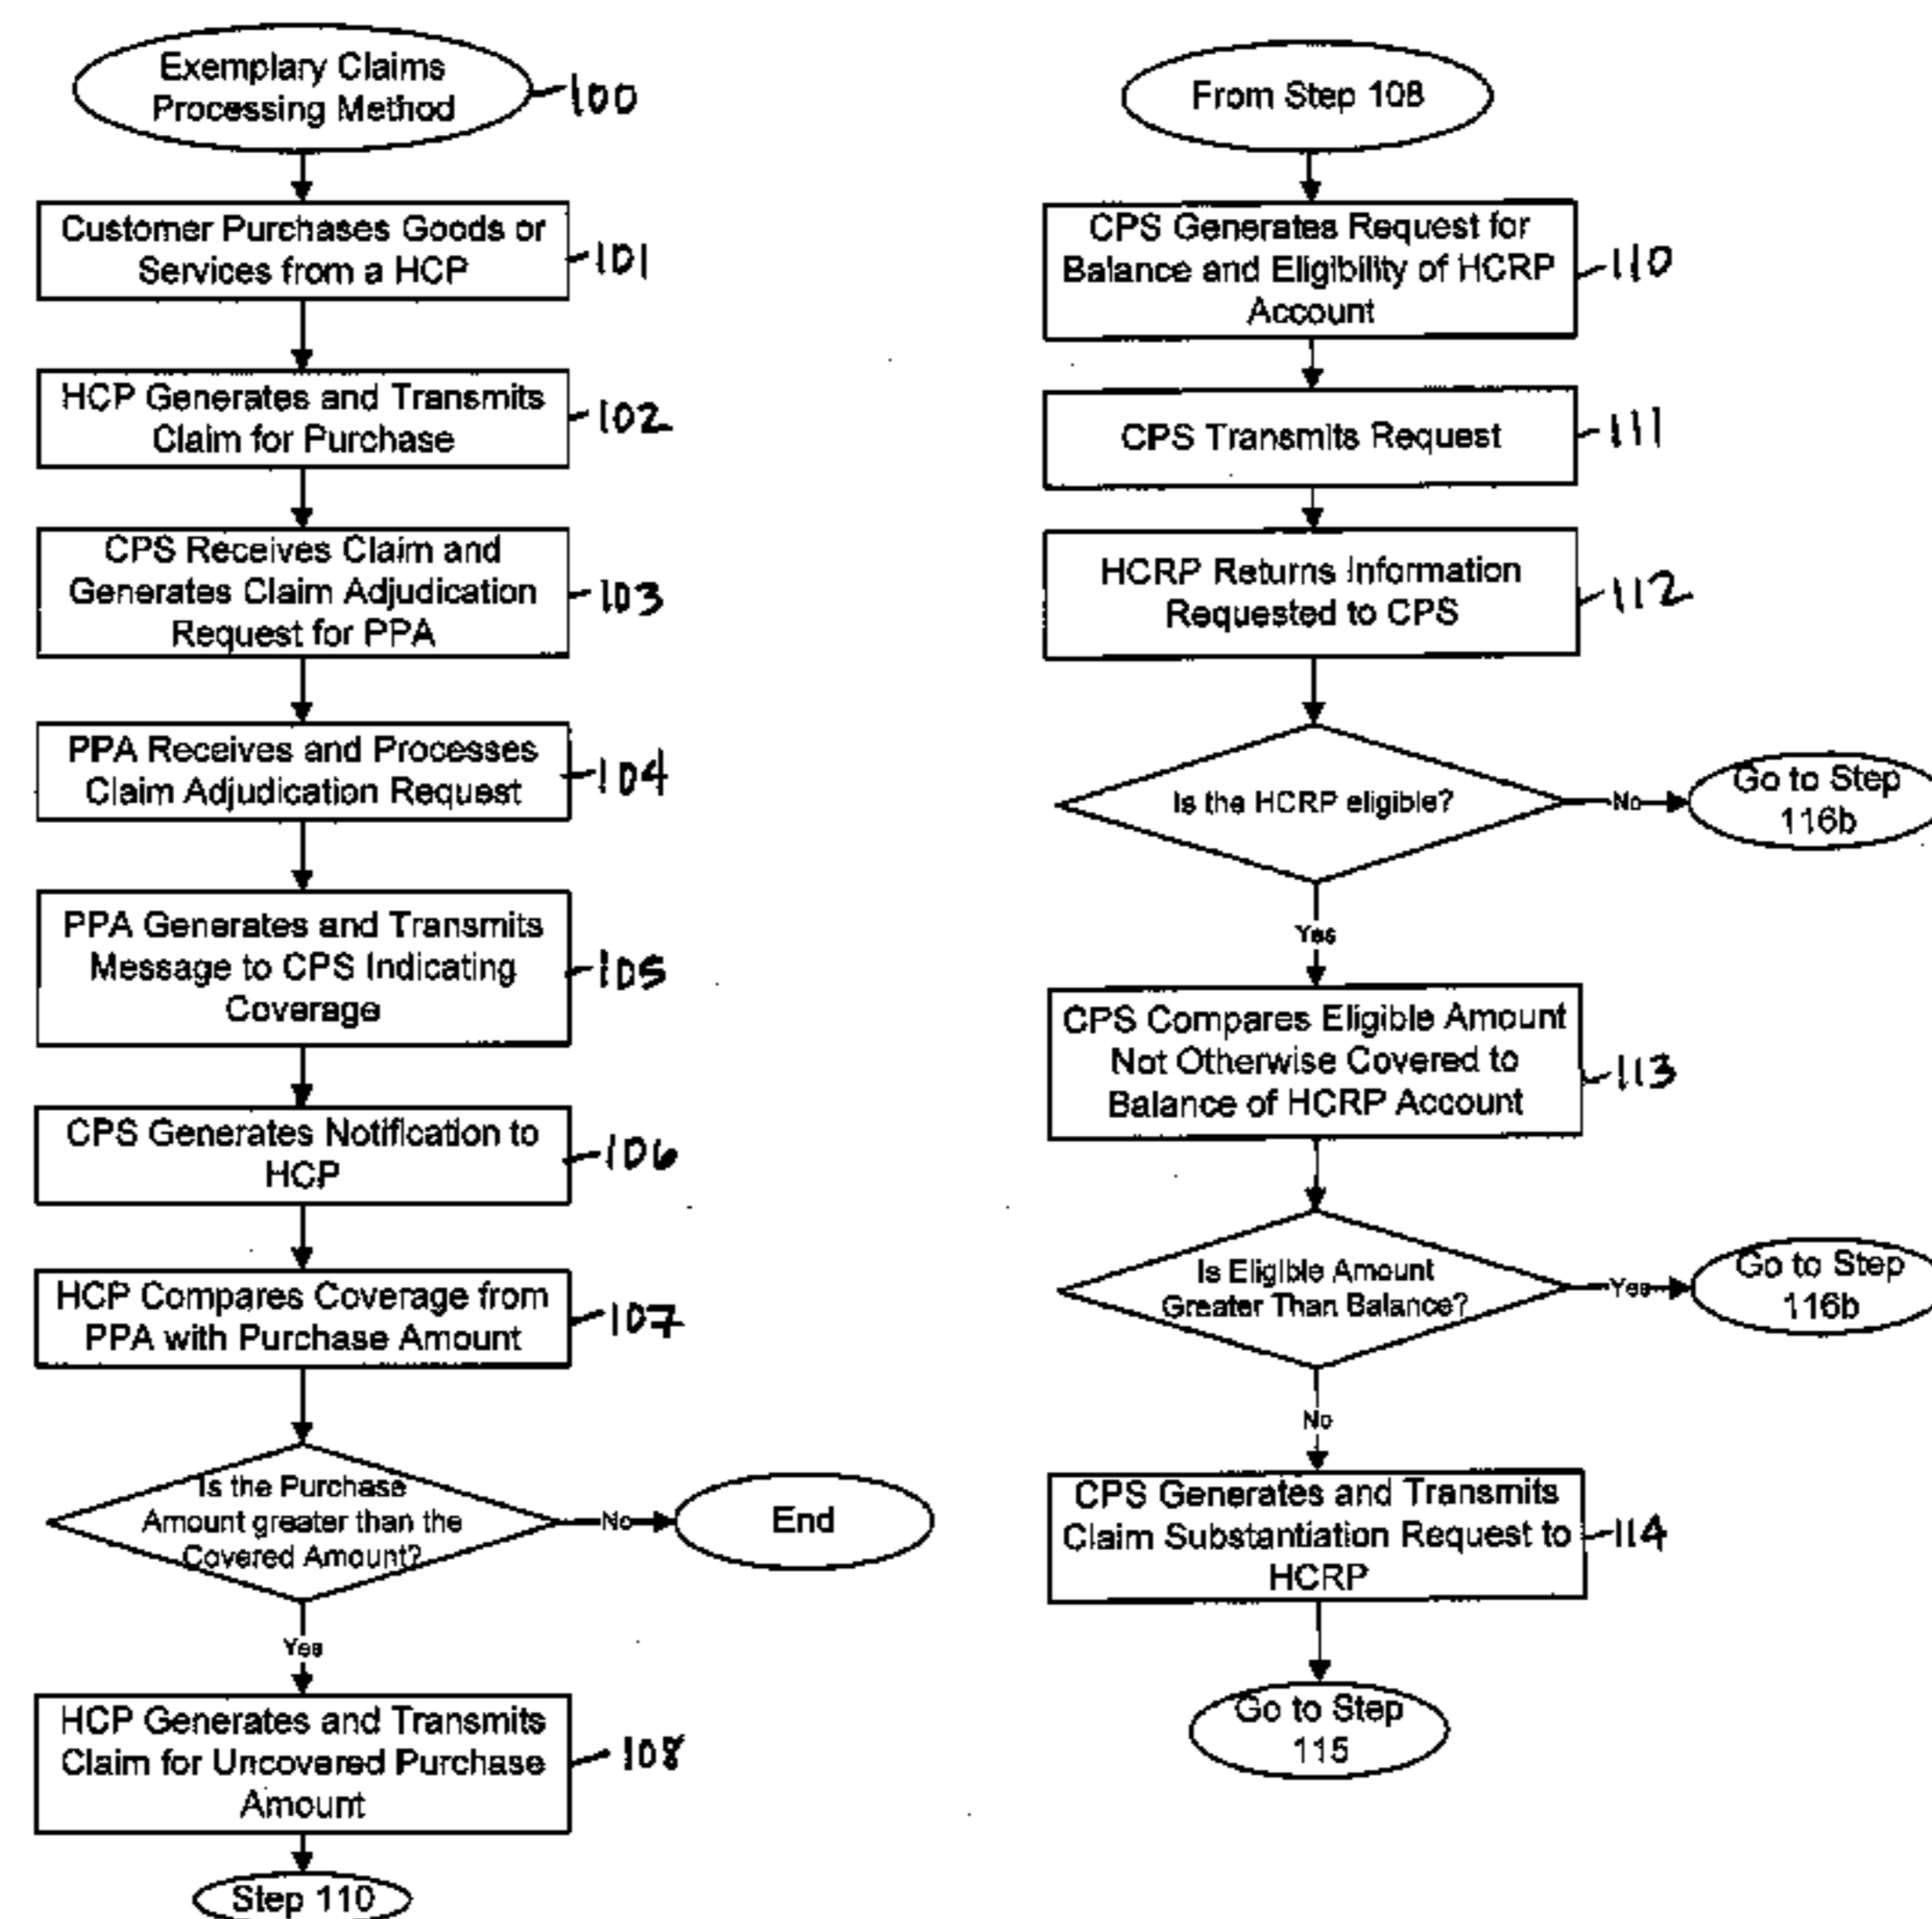 Exemplary Claims
Processing Method
100
Customer Purchases Goods or
Services from a HCP
101
HCP Generates and Transmits
Claim for Purchase
102
CPS Receives Claim and
Generates Claim Adjudication
Request for PPA
103
PPA Receives and Processes
Claim Adjudication Request
104
PPA Generates and Transmits
Message to CPS Indicating
Coverage
105
CPS Generates Notification to
HCP
106
HCP Compares Coverage from
PPA with Purchase Amount
107
Is the Purchase
Amount greater than the
Covered Amount?
No
End
Yes
HCP Generates and Transmits
Claim for Uncovered Purchase
Amount
108
Step 110
From Step 108
CPS Generates Request for
Balance and Eligibility of HCRP
Account
110
CPS Transmits Request
111
HCRP Returns Information
Requested to CPS
112
Is the HCRP eligible?
No
Go to Step
116b
Yes
CPS Compares Eligible Amount
Not Otherwise Covered to
Balance of HCRP Account
113
Is Eligible Amount
Greater Than Balance?
Yes
Go to Step
116b
No
CPS Generates and Transmits
Claim Substantiation Request to
HCRP
114
Go to Step
115